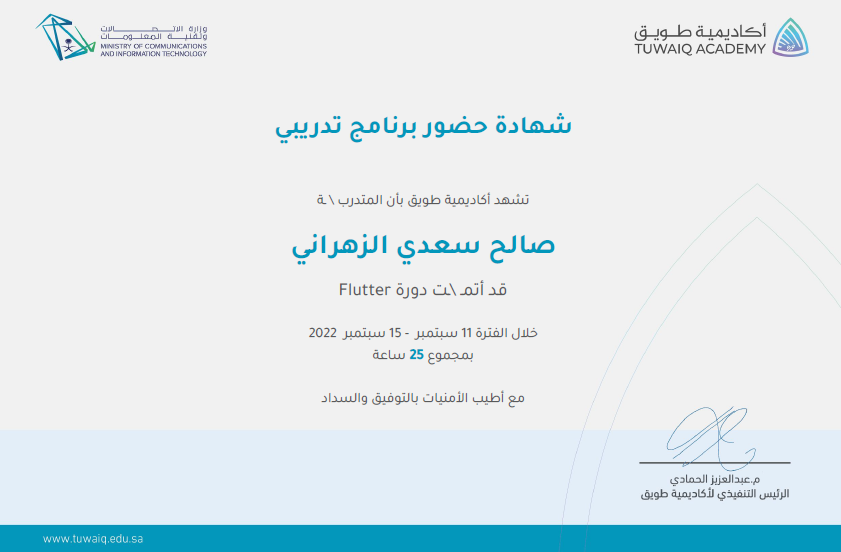 وزارة الاتصالات
وتقنية المعلومات
MINISTRY OF COMMUNICATIONS
AND INFORMATION TECHNOLOGY
أكاديمية طويق
TUWAIQ ACADEMY
شهادة حضور برنامج تدريبي
تشهد أكاديمية طويق بأن المتدرب \ ـة
صالح سعدي الزهراني
قد أتمـ \ـت دورة Flutter
خلال الفترة 11 سبتمبر - 15 سبتمبر 2022
بمجموع 25 ساعة
مع أطيب الأمنيات بالتوفيق والسداد
م.عبدالعزيز الحمادي
الرئيس التنفيذي لأكاديمية طويق
www.tuwaiq.edu.sa